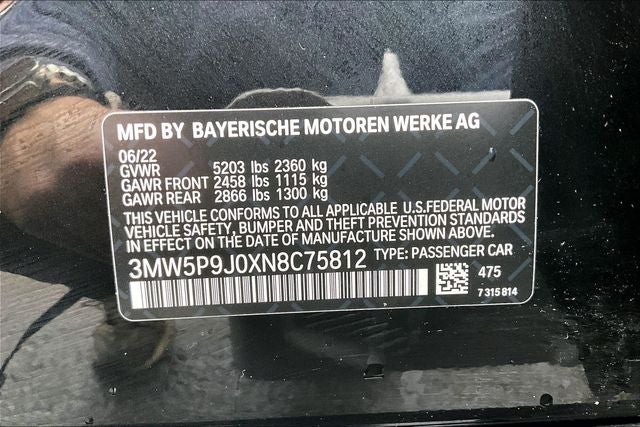 MFD BY BAYERISCHE MOTOREN WERKE AG
06/22
GVWR 5203 lbs 2360 kg
GAWR FRONT 2458 lbs 1115 kg
GAWR REAR 2866 lbs 1300 kg
THIS VEHICLE CONFORMS TO ALL APPLICABLE U.S.FEDERAL MOTOR
VEHICLE SAFETY, BUMPER AND THEFT PREVENTION STANDARDS
IN EFFECT ON THE DATE OF MANUFACTURE SHOWN ABOVE.
3MW5P9J0XN8C75812 TYPE: PASSENGER CAR
475
7 315 814